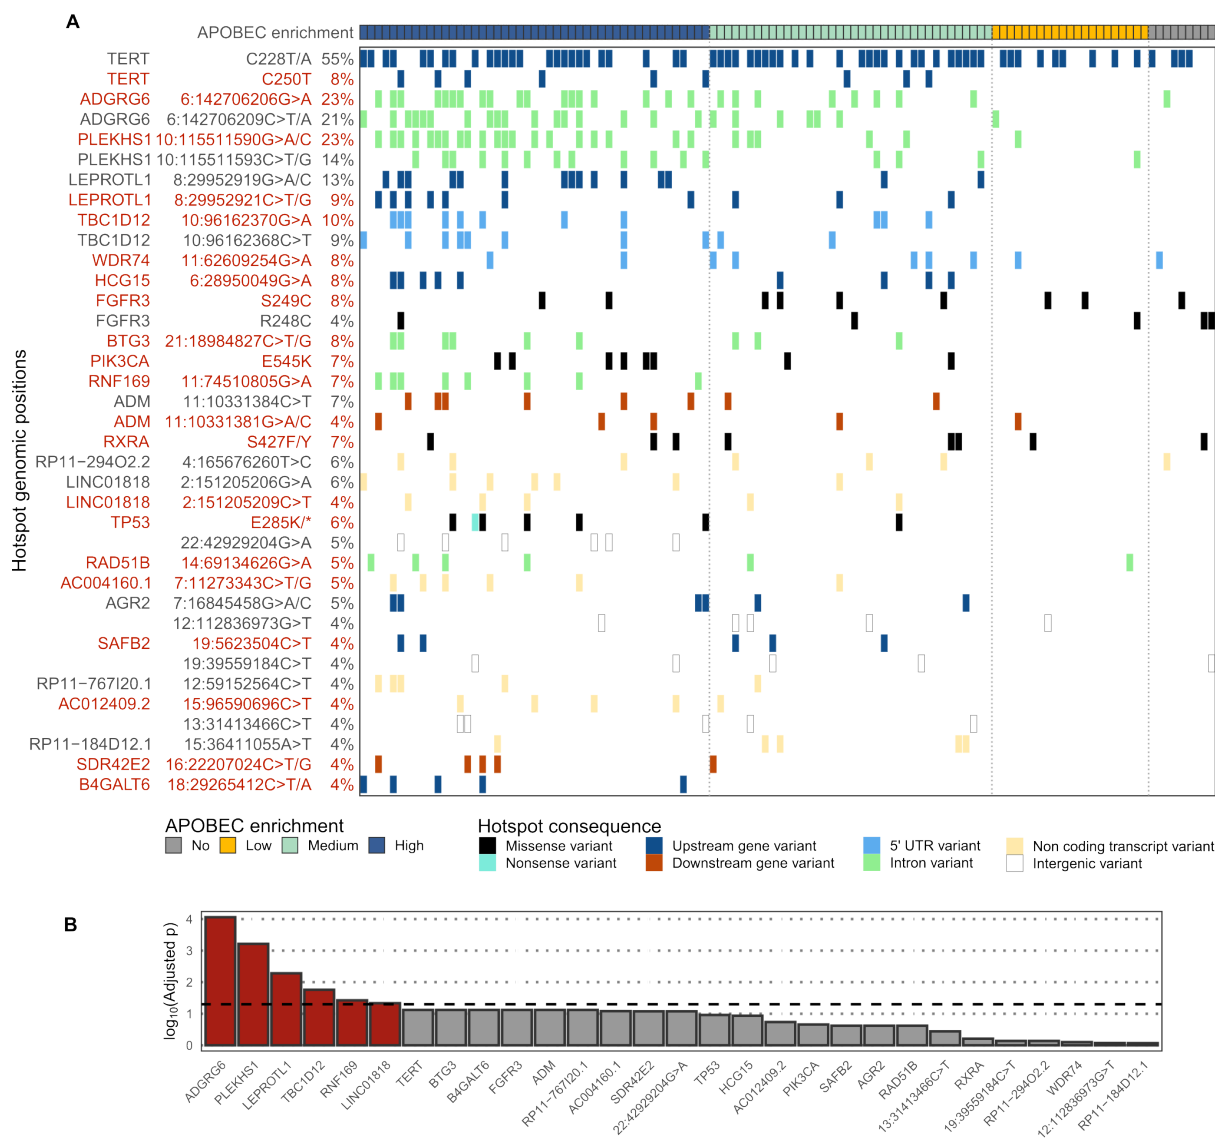 A
APOBEC enrichment
TERT C228T/A 55%
TERT C250T 8%
ADGRG6 6:142706206G>A 23%
ADGRG6 6:142706209C>T/A 21%
PLEKHS1 10:115511590G>A/C 23%
PLEKHS1 10:115511593C>T/G 14%
LEPROTL1 8:29952919G>A/C 13%
LEPROTL1 8:29952921C>T/G 9%
TBC1D12 10:96162370G>A 10%
TBC1D12 10:96162368C>T 9%
WDR74 11:62609254G>A 8%
HCG15 6:28950049G>A 8%
FGFR3 S249C 8%
FGFR3 R248C 4%
BTG3 21:18984827C>T/G 8%
PIK3CA E545K 7%
RNF169 11:74510805G>A 7%
ADM 11:10331384C>T 7%
ADM 11:10331381G>A/C 4%
RXRA S427F/Y 7%
RP11−294O2.2 4:165676260T>C 6%
LINC01818 2:151205206G>A 6%
LINC01818 2:151205209C>T 4%
TP53 E285K/* 6%
22:42929204G>A 5%
RAD51B 14:69134626G>A 5%
AC004160.1 7:11273343C>T/G 5%
AGR2 7:16845458G>A/C 5%
12:112836973G>T 4%
SAFB2 19:5623504C>T 4%
19:39559184C>T 4%
RP11−767I20.1 12:59152564C>T 4%
AC012409.2 15:96590696C>T 4%
13:31413466C>T 4%
RP11−184D12.1 15:36411055A>T 4%
SDR42E2 16:22207024C>T/G 4%
B4GALT6 18:29265412C>T/A 4%
Hotspot genomic positions
APOBEC enrichment
No Low Medium High
Hotspot consequence
Missense variant Upstream gene variant 5' UTR variant Non coding transcript variant
Nonsense variant Downstream gene variant Intron variant Intergenic variant
B
log10(Adjusted p)
4
3
2
1
0
ADGRG6
PLEKHS1
LEPROTL1
TBC1D12
RNF169
LINC01818
TERT
BTG3
B4GALT6
FGFR3
ADM
RP11−767I20.1
AC004160.1
SDR42E2
22:42929204G>A
TP53
HCG15
AC012409.2
PIK3CA
SAFB2
AGR2
RAD51B
13:31413466C>T
RXRA
19:39559184C>T
RP11−294O2.2
WDR74
12:112836973G>T
RP11−184D12.1